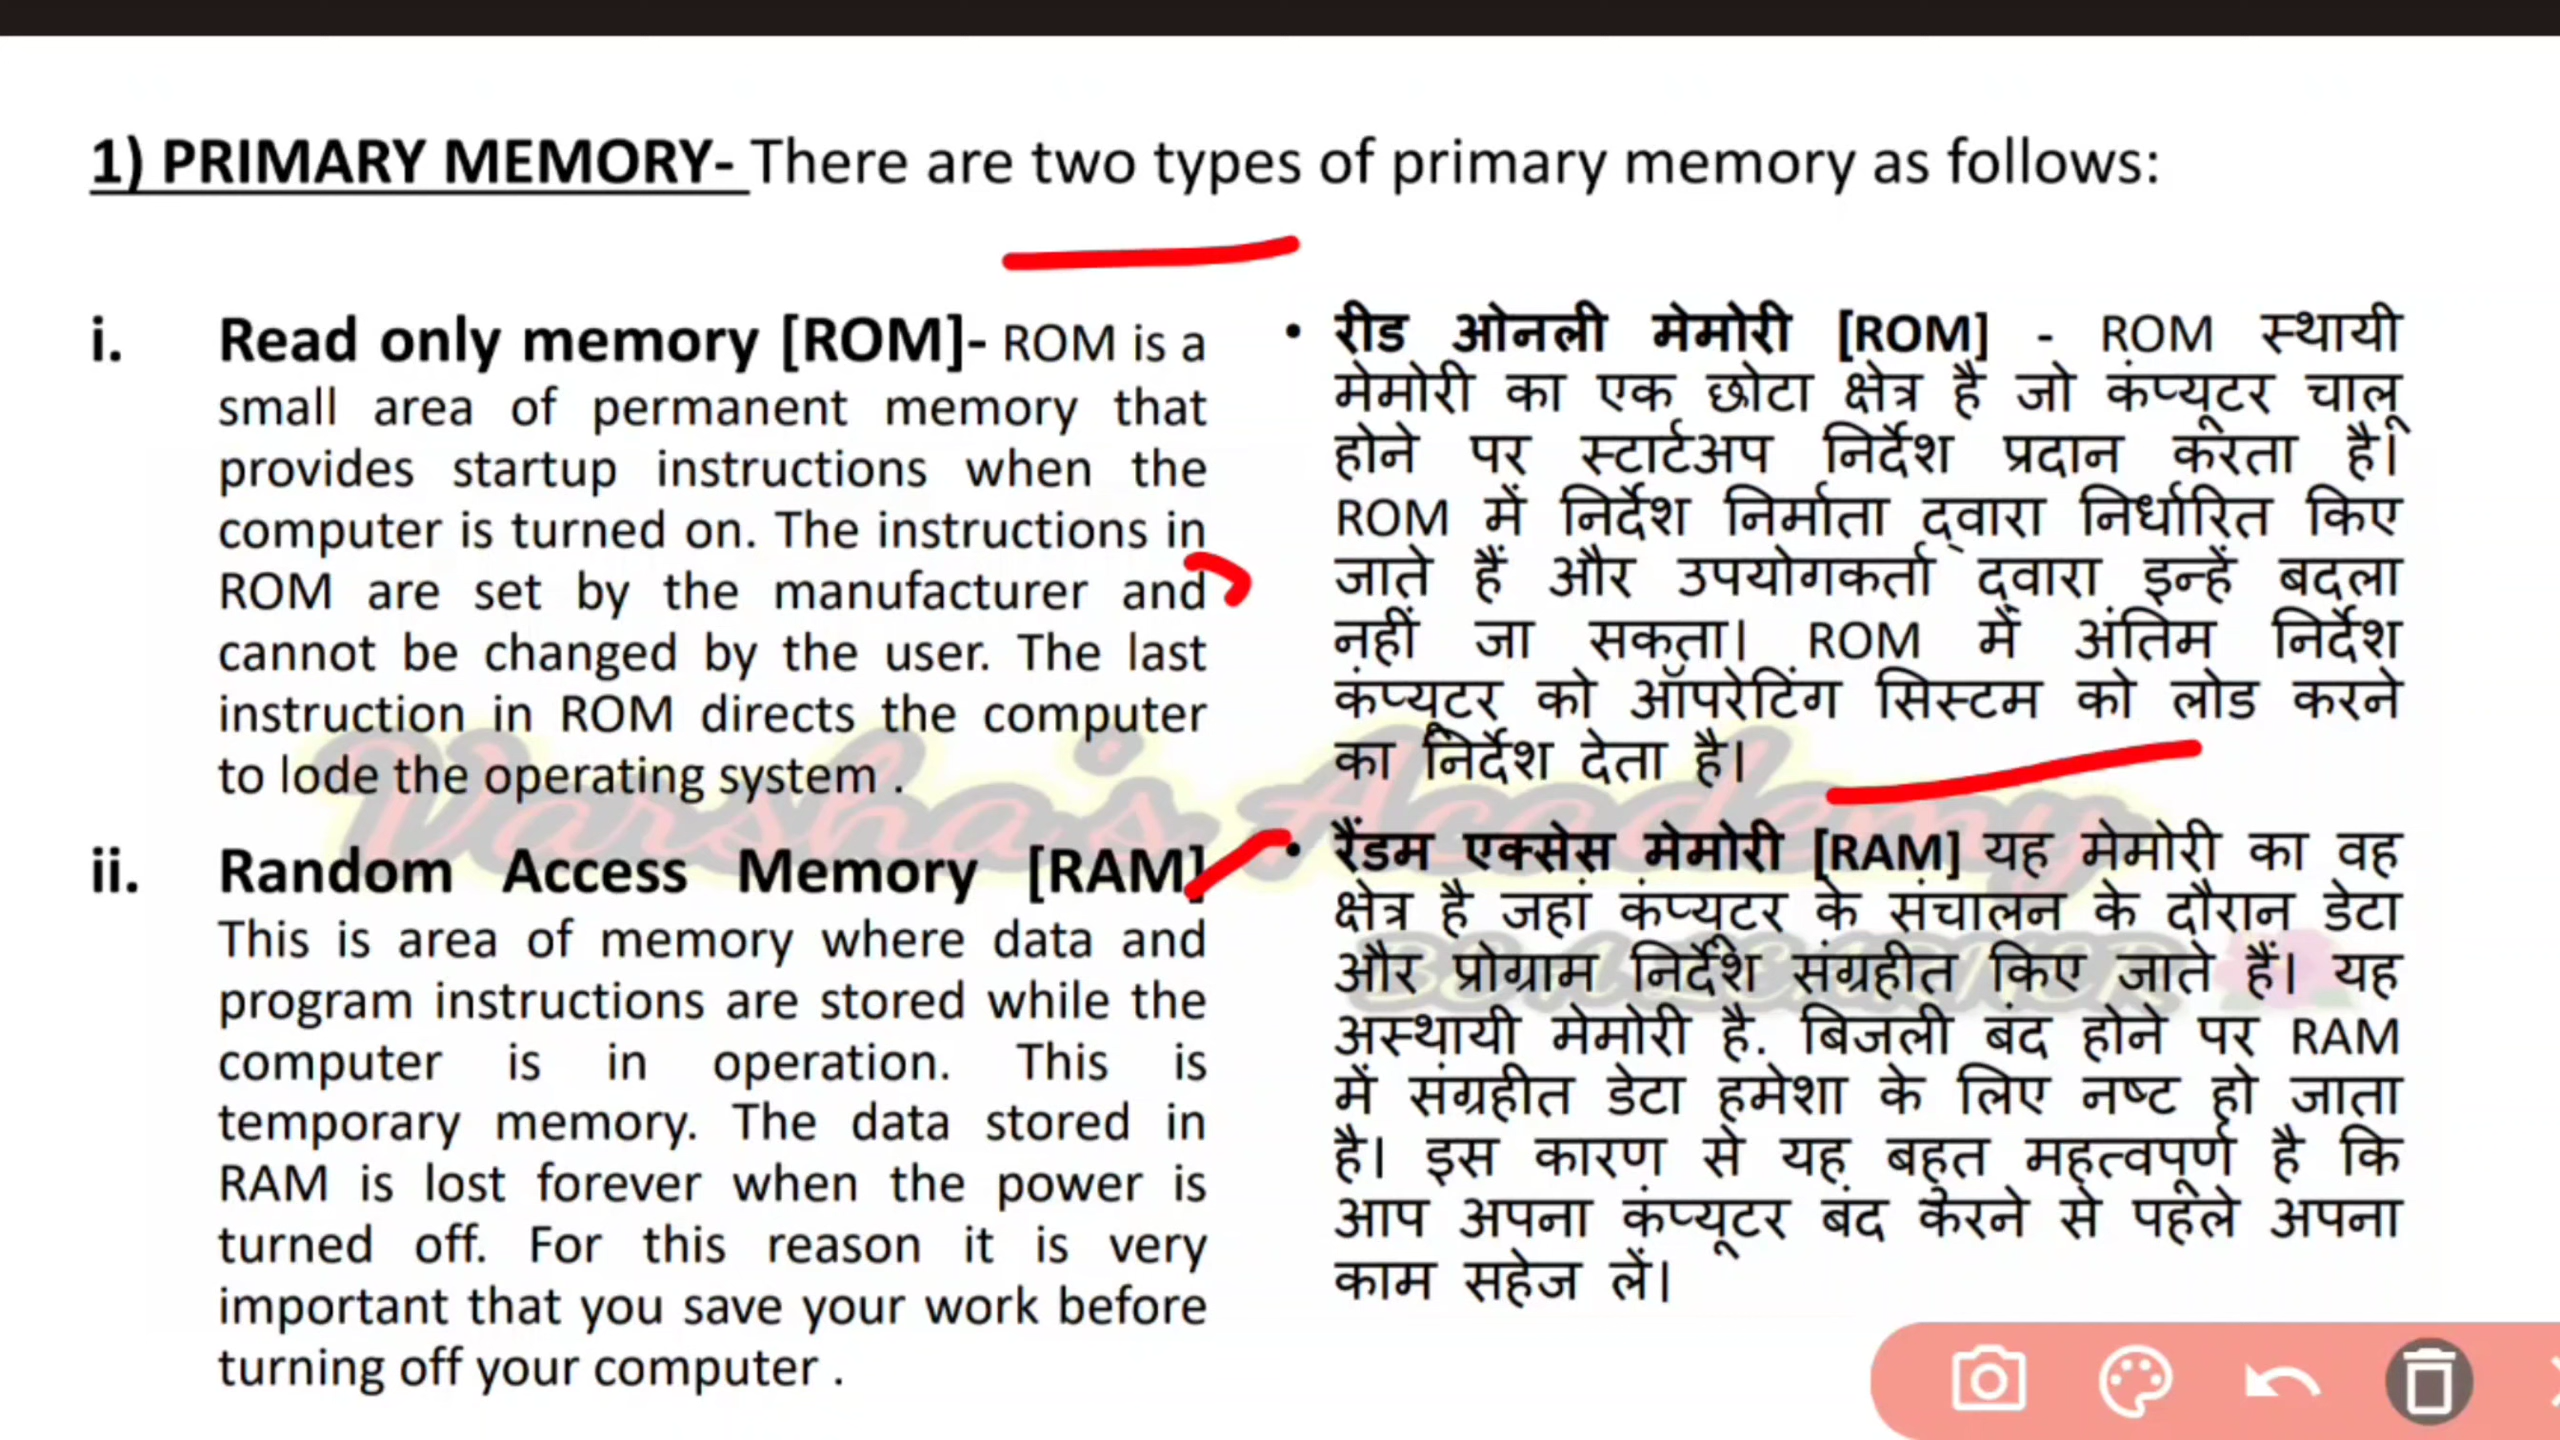 1) PRIMARY MEMORY- There are two types of primary memory as follows:
i. Read only memory [ROM]- ROM is a
small area of permanent memory that
provides startup instructions when the
computer is turned on. The instructions in
ROM are set by the manufacturer and
cannot be changed by the user. The last
instruction in ROM directs the computer
to lode the operating system .
ii. Random Access Memory [RAM]
This is area of memory where data and
program instructions are stored while the
computer is in operation. This is
temporary memory. The data stored in
RAM is lost forever when the power is
turned off. For this reason it is very
important that you save your work before
turning off your computer .
• रीड ओनली मेमोरी [ROM] - ROM स्थायी
मेमोरी का एक छोटा क्षेत्र है जो कंप्यूटर चालू
होने पर स्टार्टअप निर्देश प्रदान करता है।
ROM में निर्देश निर्माता द्वारा निर्धारित किए
जाते हैं और उपयोगकर्ता द्वारा इन्हें बदला
नहीं जा सकता। ROM में अंतिम निर्देश
कंप्यूटर को ऑपरेटिंग सिस्टम को लोड करने
का निर्देश देता है।
• रैंडम एक्सेस मेमोरी [RAM] यह मेमोरी का वह
क्षेत्र है जहां कंप्यूटर के संचालन के दौरान डेटा
और प्रोग्राम निर्देश संग्रहीत किए जाते हैं। यह
अस्थायी मेमोरी है. बिजली बंद होने पर RAM
में संग्रहीत डेटा हमेशा के लिए नष्ट हो जाता
है। इस कारण से यह बहुत महत्वपूर्ण है कि
आप अपना कंप्यूटर बंद करने से पहले अपना
काम सहेज लें।
Varsha's Academy
BE A LEARNER